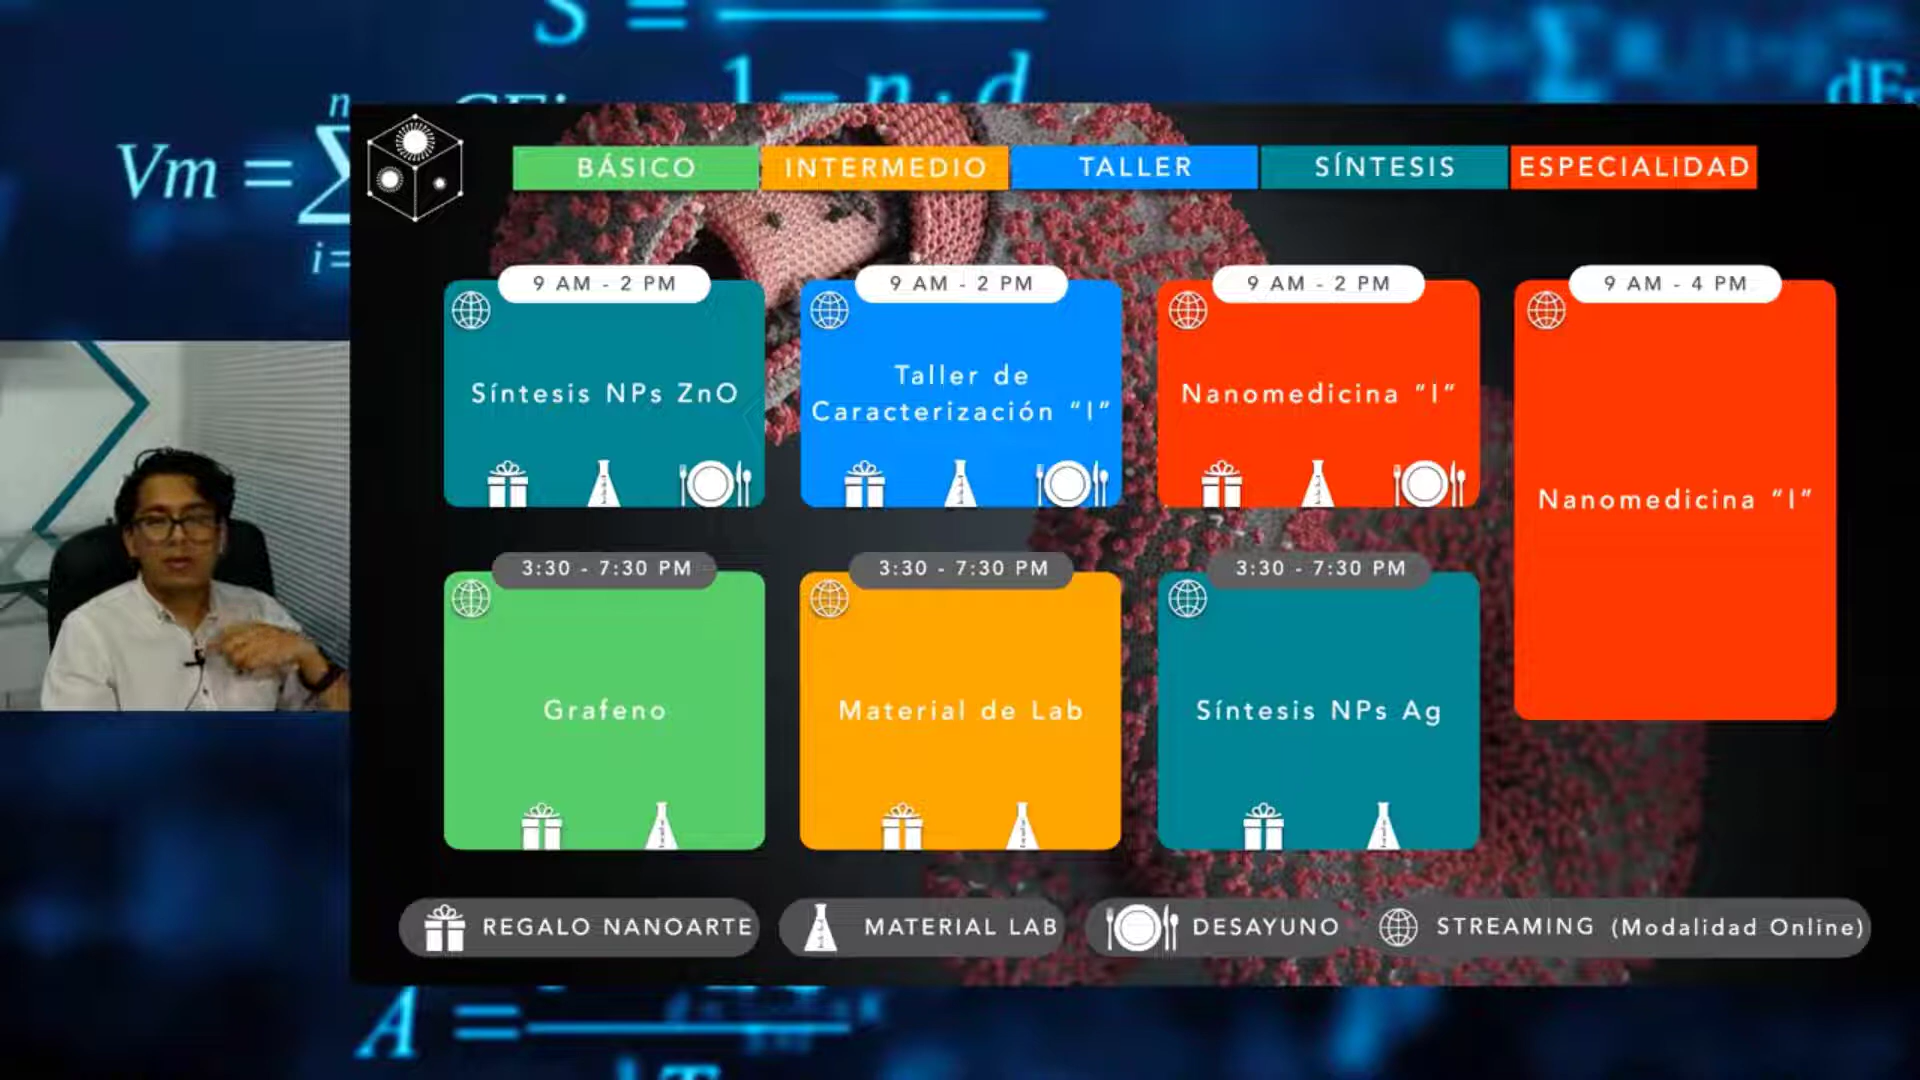 S =
1 - n · d
Vm =
n
i=
BÁSICO
INTERMEDIO
TALLER
SÍNTESIS
ESPECIALIDAD
9 AM - 2 PM
Síntesis NPs ZnO
9 AM - 2 PM
Taller de
Caracterización “I”
9 AM - 2 PM
Nanomedicina “I”
9 AM - 4 PM
Nanomedicina “I”
3:30 - 7:30 PM
Grafeno
3:30 - 7:30 PM
Material de Lab
3:30 - 7:30 PM
Síntesis NPs Ag
REGALO NANOARTE
MATERIAL LAB
DESAYUNO
STREAMING (Modalidad Online)
A =